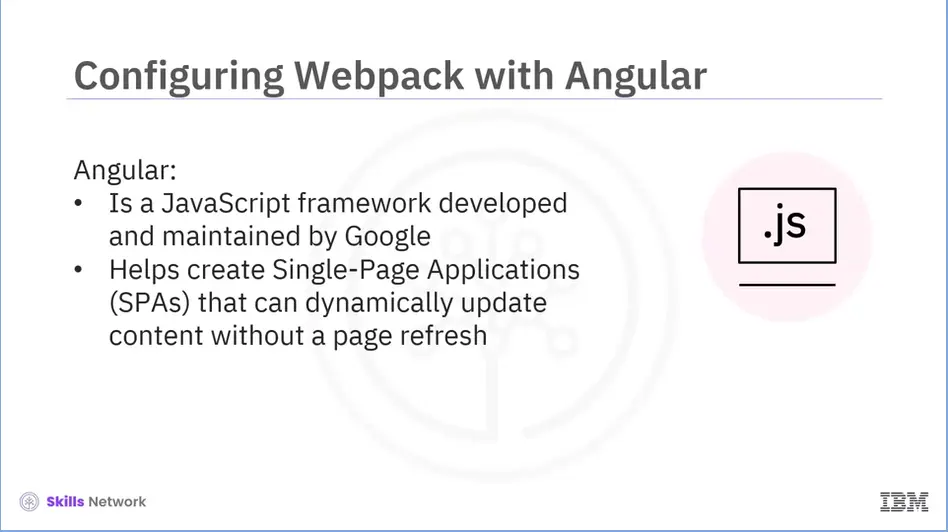 Configuring Webpack with Angular
Angular:
• Is a JavaScript framework developed
and maintained by Google
• Helps create Single-Page Applications
(SPAs) that can dynamically update
content without a page refresh
.js
Skills Network
IBM